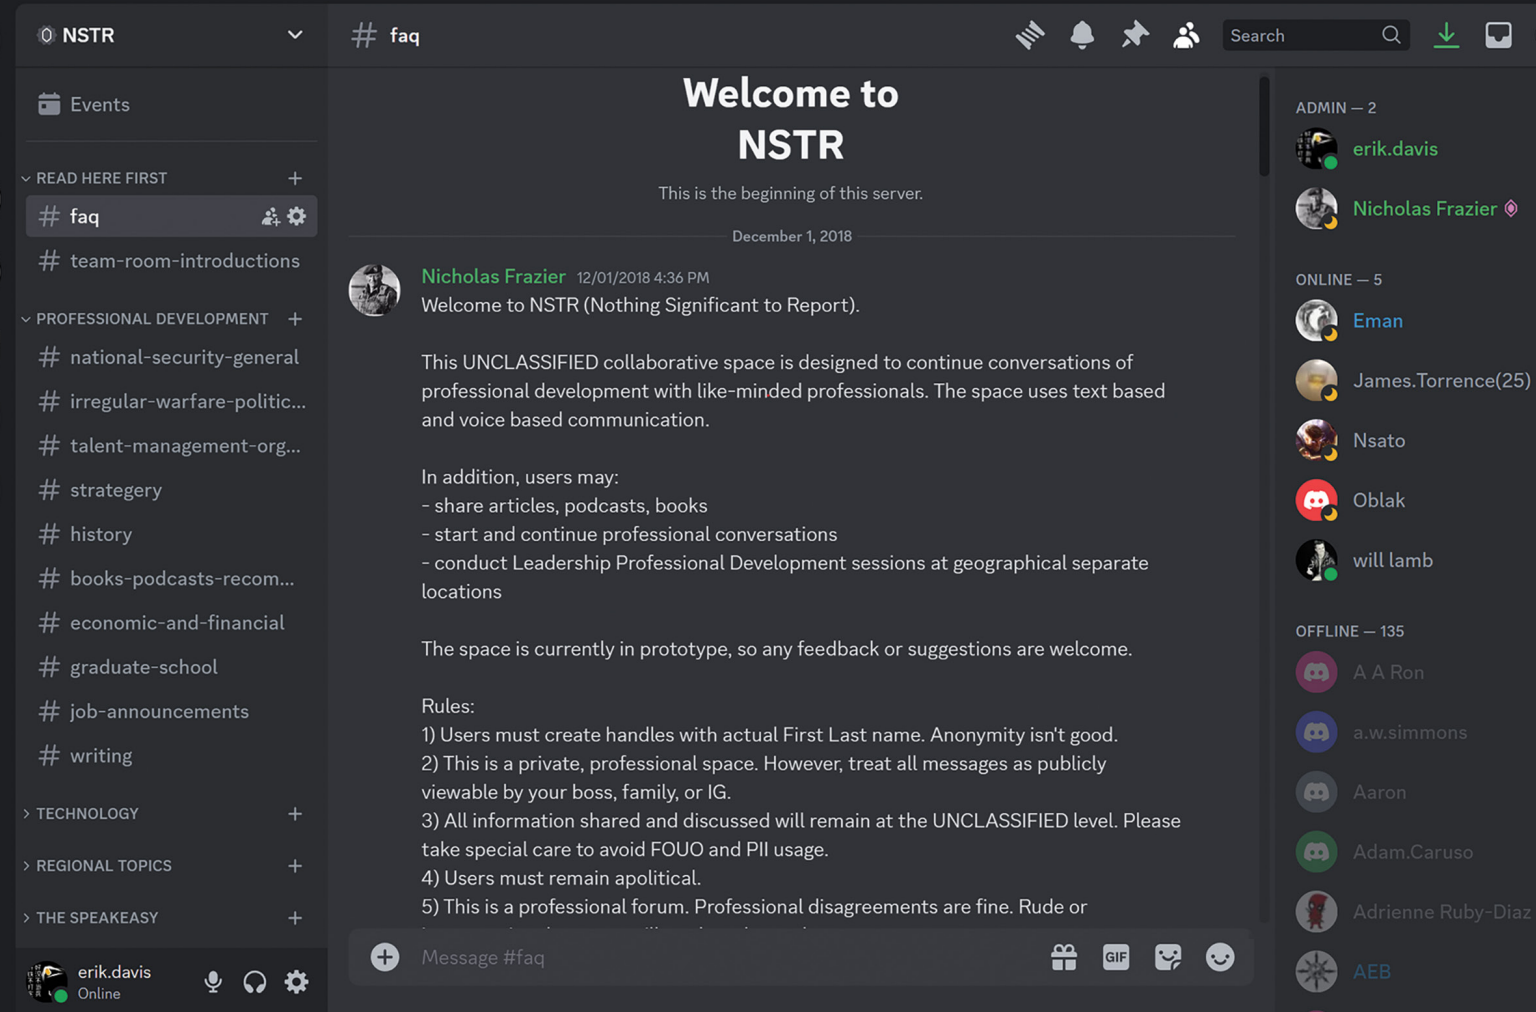 NSTR
Events
READ HERE FIRST
faq
team-room-introductions
PROFESSIONAL DEVELOPMENT
national-security-general
irregular-warfare-politic...
talent-management-org...
strategery
history
books-podcasts-recom...
economic-and-financial
graduate-school
job-announcements
writing
TECHNOLOGY
REGIONAL TOPICS
THE SPEAKEASY
erik.davis
Online
# faq
Search
Welcome to
NSTR
This is the beginning of this server.
December 1, 2018
Nicholas Frazier 12/01/2018 4:36 PM
Welcome to NSTR (Nothing Significant to Report).
This UNCLASSIFIED collaborative space is designed to continue conversations of
professional development with like-minded professionals. The space uses text based
and voice based communication.
In addition, users may:
- share articles, podcasts, books
- start and continue professional conversations
- conduct Leadership Professional Development sessions at geographical separate
locations
The space is currently in prototype, so any feedback or suggestions are welcome.
Rules:
1) Users must create handles with actual First Last name. Anonymity isn't good.
2) This is a private, professional space. However, treat all messages as publicly
viewable by your boss, family, or IG.
3) All information shared and discussed will remain at the UNCLASSIFIED level. Please
take special care to avoid FOUO and PII usage.
4) Users must remain apolitical.
5) This is a professional forum. Professional disagreements are fine. Rude or
Message #faq
GIF
ADMIN — 2
erik.davis
Nicholas Frazier
ONLINE — 5
Eman
James.Torrence(25)
Nsato
Oblak
will lamb
OFFLINE — 135
A A Ron
a.w.simmons
Aaron
Adam.Caruso
Adrienne Ruby-Diaz
AEB